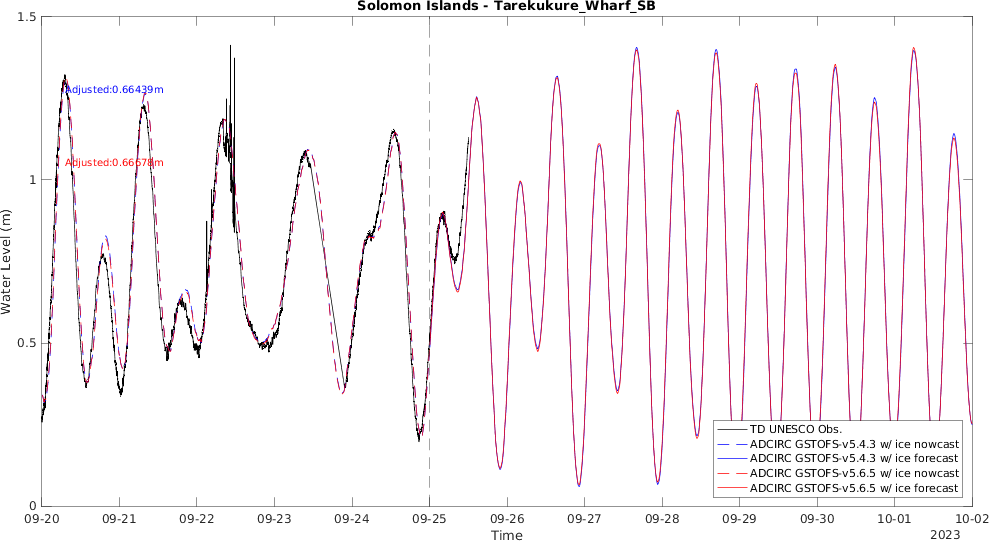 Solomon Islands - Tarekukure_Wharf_SB
1.5
Adjusted:0.66439m
Adjusted:0.66678m
1
Water Level (m)
0.5
0
TD UNESCO Obs.
ADCIRC GSTOFS-v5.4.3 w/ ice nowcast
ADCIRC GSTOFS-v5.4.3 w/ ice forecast
ADCIRC GSTOFS-v5.6.5 w/ ice nowcast
ADCIRC GSTOFS-v5.6.5 w/ ice forecast
09-20 09-21 09-22 09-23 09-24 09-25 09-26 09-27 09-28 09-29 09-30 10-01 10-02
Time 2023